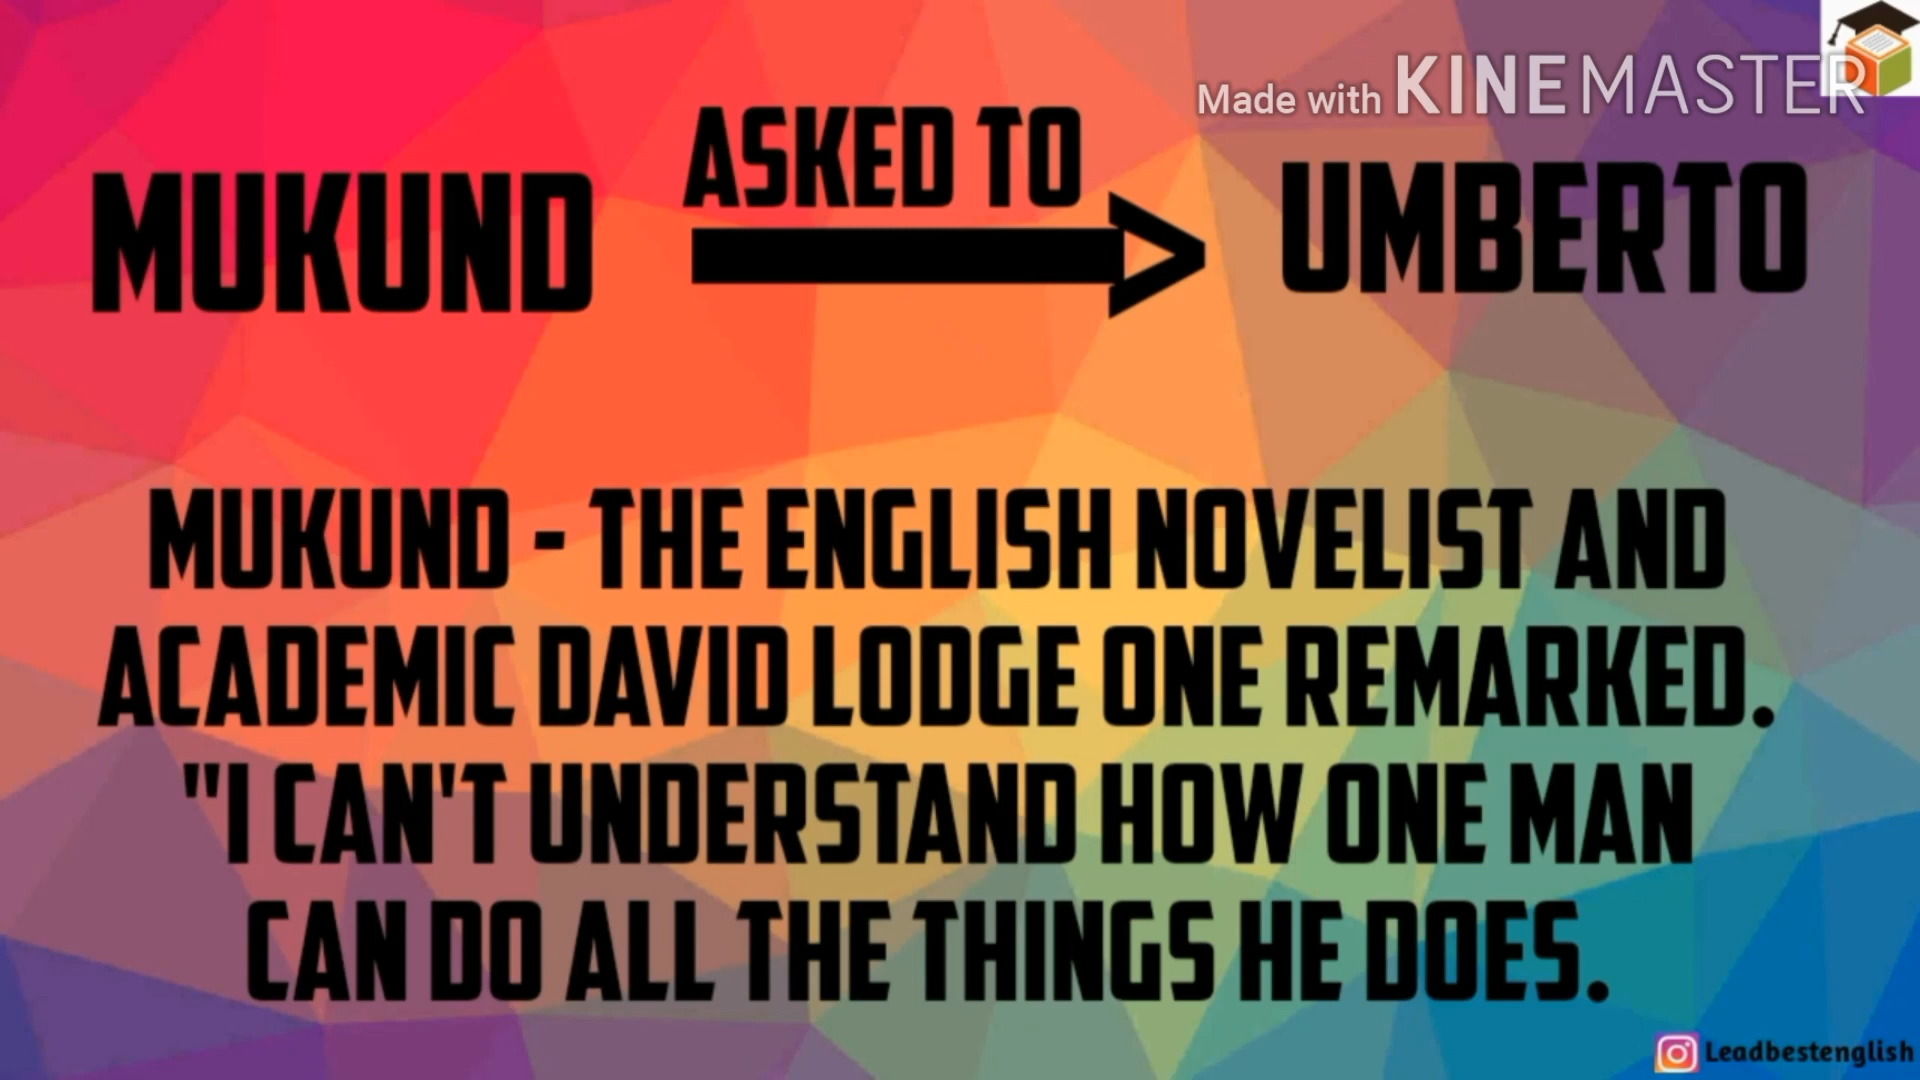 Made with KINEMASTER
ASKED TO
MUKUND
UMBERTO
MUKUND - THE ENGLISH NOVELIST AND
ACADEMIC DAVID LODGE ONE REMARKED.
"I CAN'T UNDERSTAND HOW ONE MAN
CAN DO ALL THE THINGS HE DOES.
Leadbestenglish